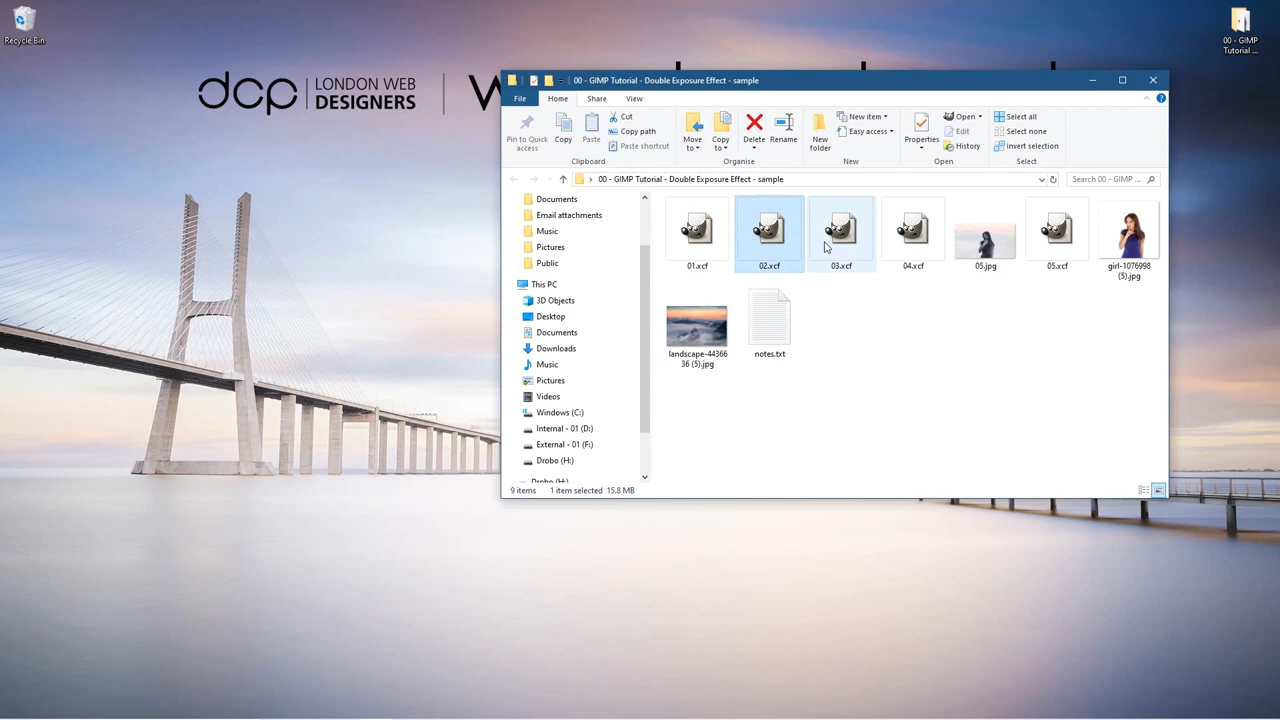 Recycle Bin
00 - GIMP
Tutorial ...
dcp
LONDON WEB
DESIGNERS
00 - GIMP Tutorial - Double Exposure Effect - sample
File
Home
Share
View
Pin to Quick
access
Copy
Paste
Cut
Copy path
Paste shortcut
Clipboard
Move
to
Copy
to
Delete
Rename
Organise
New
folder
New item
Easy access
New
Properties
Open
Edit
History
Open
Select all
Select none
Invert selection
Select
00 - GIMP Tutorial - Double Exposure Effect - sample
Search 00 - GIMP ...
Documents
Email attachments
Music
Pictures
Public
This PC
3D Objects
Desktop
Documents
Downloads
Music
Pictures
Videos
Windows (C:)
Internal - 01 (D:)
External - 01 (F:)
Drobo (H:)
Drobo (H:)
01.xcf
02.xcf
03.xcf
04.xcf
05.jpg
05.xcf
girl-1076998
(5).jpg
landscape-44366
36 (5).jpg
notes.txt
9 items
1 item selected 15.8 MB